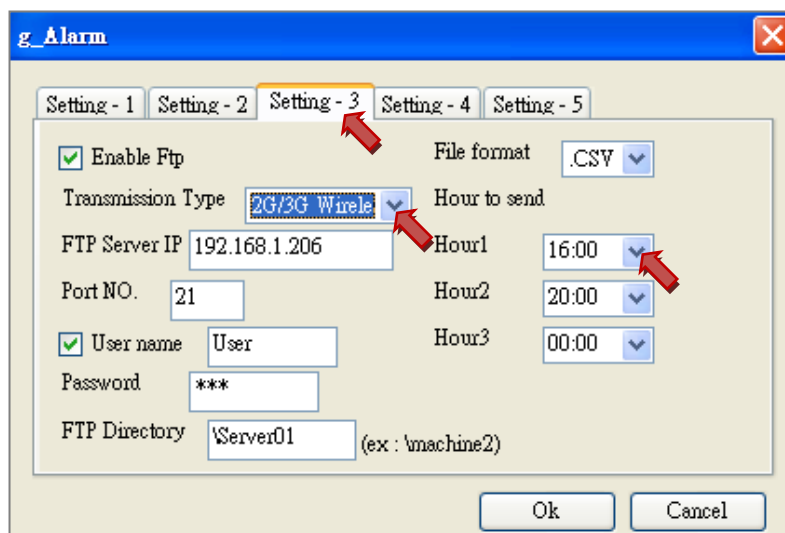 g_Alarm
Setting - 1 Setting - 2 Setting - 3 Setting - 4 Setting - 5
Enable Ftp File format .CSV
Transmission Type 2G/3G Wirele Hour to send
FTP Server IP 192.168.1.206 Hour1 16:00
Port NO. 21 Hour2 20:00
User name User Hour3 00:00
Password ***
FTP Directory \Server01 (ex : \machine2)
Ok Cancel